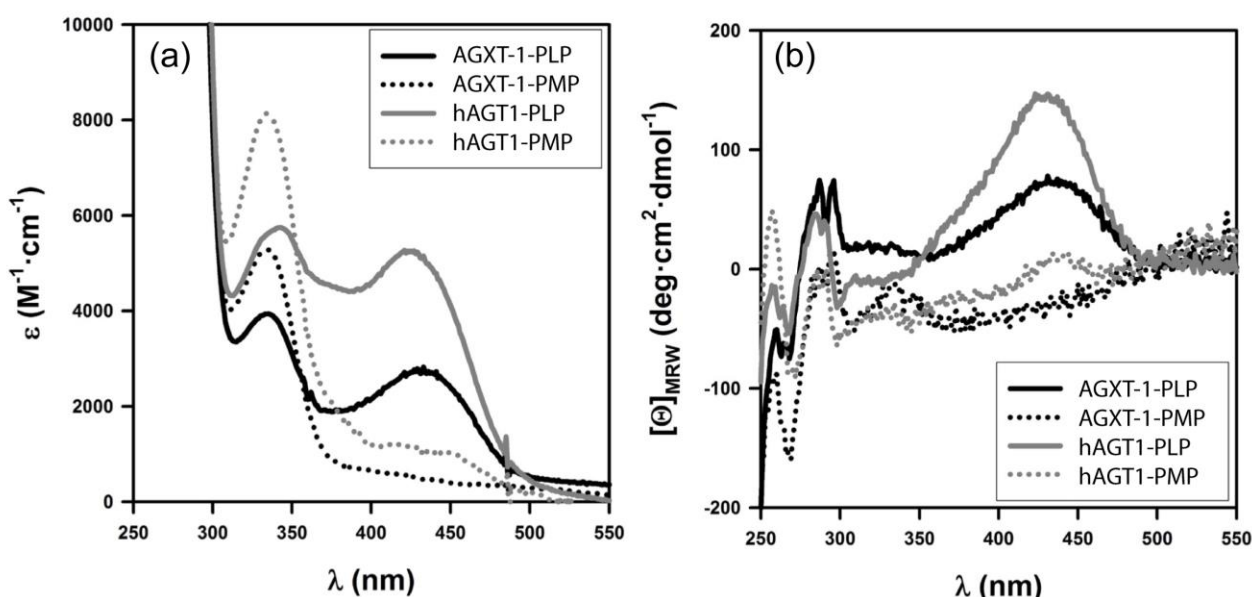 (a)
10000
8000
6000
4000
2000
0
ε (M⁻¹·cm⁻¹)
AGXT-1-PLP
AGXT-1-PMP
hAGT1-PLP
hAGT1-PMP
250 300 350 400 450 500 550
λ (nm)
(b)
200
100
0
-100
-200
[Θ]MRW (deg·cm²·dmol⁻¹)
AGXT-1-PLP
AGXT-1-PMP
hAGT1-PLP
hAGT1-PMP
250 300 350 400 450 500 550
λ (nm)